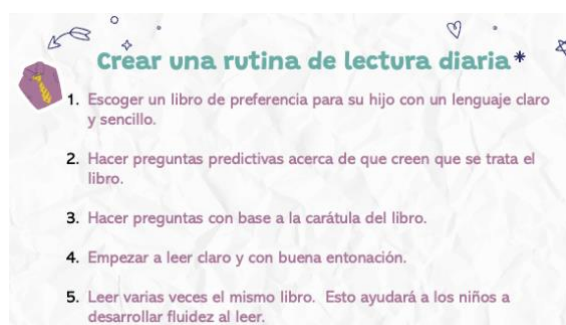 Crear una rutina de lectura diaria*
1. Escoger un libro de preferencia para su hijo con un lenguaje claro
y sencillo.
2. Hacer preguntas predictivas acerca de que creen que se trata el
libro.
3. Hacer preguntas con base a la carátula del libro.
4. Empezar a leer claro y con buena entonación.
5. Leer varias veces el mismo libro. Esto ayudará a los niños a
desarrollar fluidez al leer.